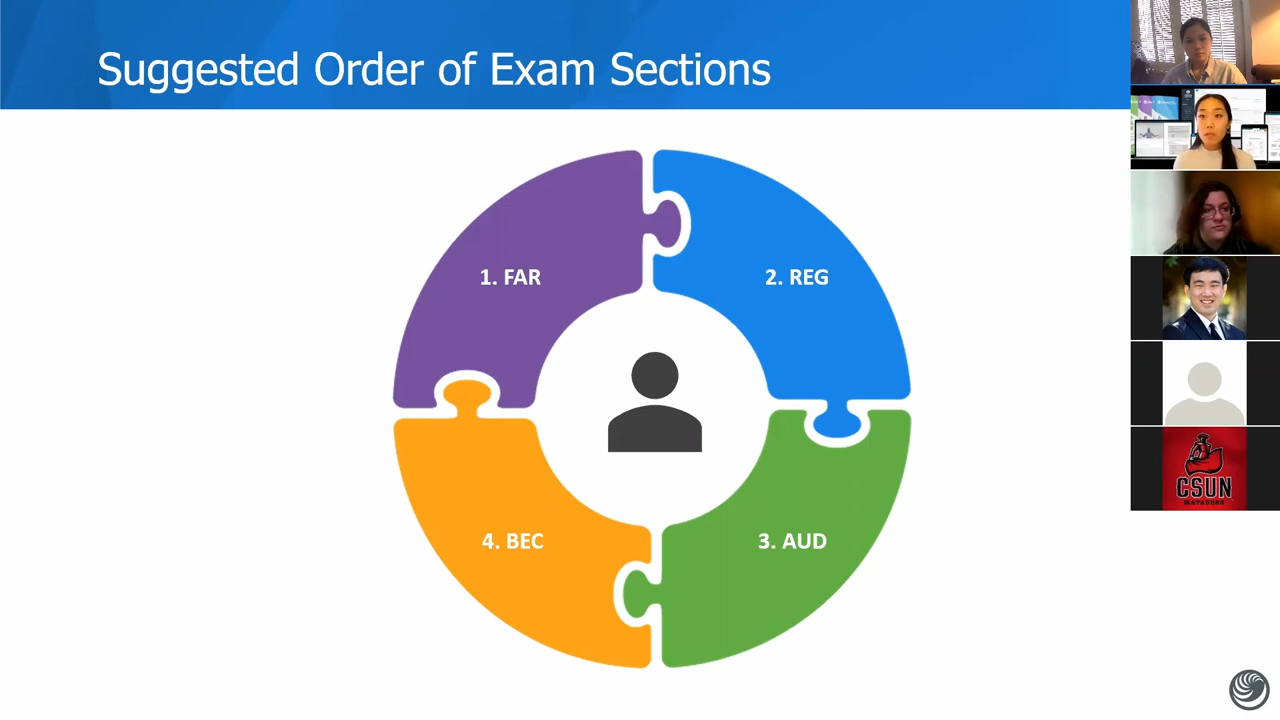 Suggested Order of Exam Sections
1. FAR
2. REG
4. BEC
3. AUD
CSUN
MATADORS